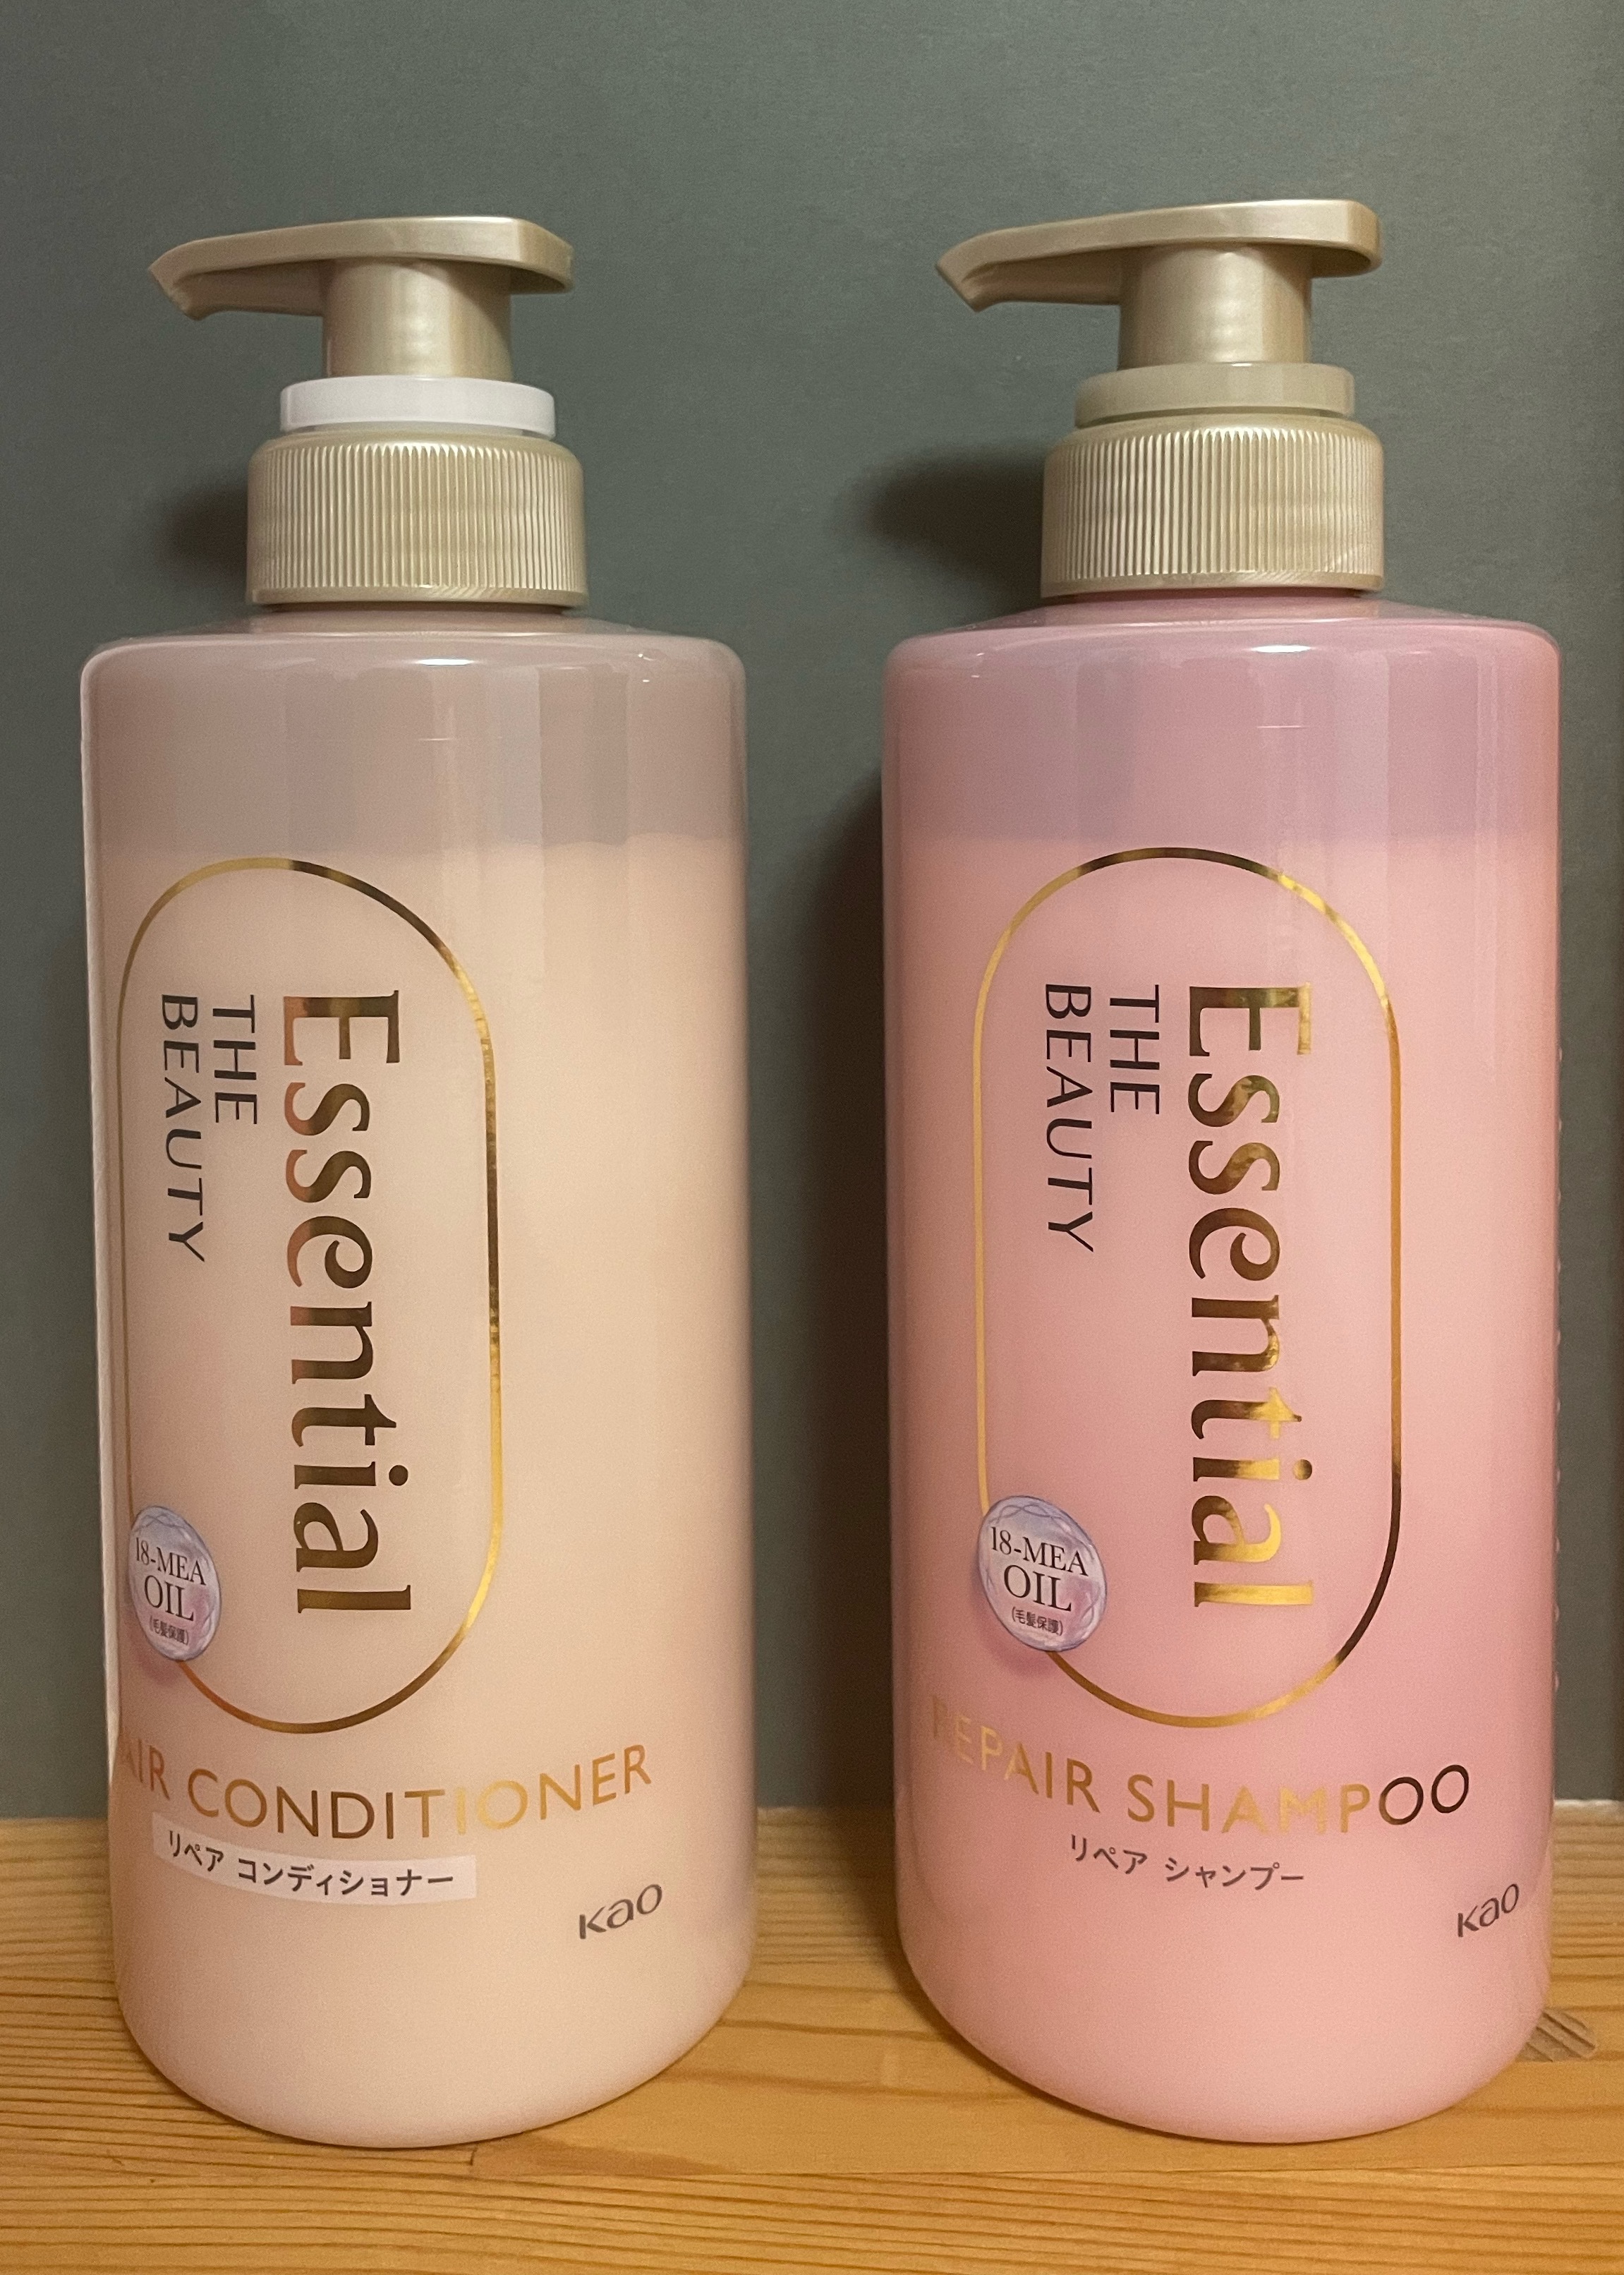 Essential
THE
BEAUTY
18-MEA
OIL
(毛髪保護)
CONDITIONER
リペア コンディショナー
Kao
Essential
THE
BEAUTY
18-MEA
OIL
(毛髪保護)
REPAIR SHAMPOO
リペア シャンプー
Kao